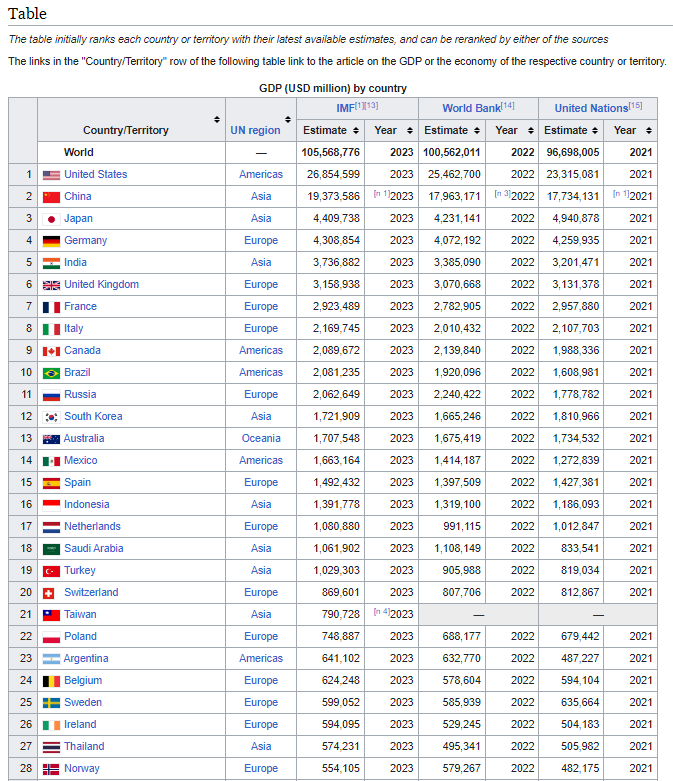 Table
The table initially ranks each country or territory with their latest available estimates, and can be reranked by either of the sources
The links in the "Country/Territory" row of the following table link to the article on the GDP or the economy of the respective country or territory.
GDP (USD million) by country
IMF[1][13] World Bank[14] United Nations[15]
Country/Territory UN region Estimate Year Estimate Year Estimate Year
World — 105,568,776 2023 100,562,011 2022 96,698,005 2021
1 United States Americas 26,854,599 2023 25,462,700 2022 23,315,081 2021
2 China Asia 19,373,586 [n 1]2023 17,963,171 [n 3]2022 17,734,131 [n 1]2021
3 Japan Asia 4,409,738 2023 4,231,141 2022 4,940,878 2021
4 Germany Europe 4,308,854 2023 4,072,192 2022 4,259,935 2021
5 India Asia 3,736,882 2023 3,385,090 2022 3,201,471 2021
6 United Kingdom Europe 3,158,938 2023 3,070,668 2022 3,131,378 2021
7 France Europe 2,923,489 2023 2,782,905 2022 2,957,880 2021
8 Italy Europe 2,169,745 2023 2,010,432 2022 2,107,703 2021
9 Canada Americas 2,089,672 2023 2,139,840 2022 1,988,336 2021
10 Brazil Americas 2,081,235 2023 1,920,096 2022 1,608,981 2021
11 Russia Europe 2,062,649 2023 2,240,422 2022 1,778,782 2021
12 South Korea Asia 1,721,909 2023 1,665,246 2022 1,810,966 2021
13 Australia Oceania 1,707,548 2023 1,675,419 2022 1,734,532 2021
14 Mexico Americas 1,663,164 2023 1,414,187 2022 1,272,839 2021
15 Spain Europe 1,492,432 2023 1,397,509 2022 1,427,381 2021
16 Indonesia Asia 1,391,778 2023 1,319,100 2022 1,186,093 2021
17 Netherlands Europe 1,080,880 2023 991,115 2022 1,012,847 2021
18 Saudi Arabia Asia 1,061,902 2023 1,108,149 2022 833,541 2021
19 Turkey Asia 1,029,303 2023 905,988 2022 819,034 2021
20 Switzerland Europe 869,601 2023 807,706 2022 812,867 2021
21 Taiwan Asia 790,728 [n 4]2023 — —
22 Poland Europe 748,887 2023 688,177 2022 679,442 2021
23 Argentina Americas 641,102 2023 632,770 2022 487,227 2021
24 Belgium Europe 624,248 2023 578,604 2022 594,104 2021
25 Sweden Europe 599,052 2023 585,939 2022 635,664 2021
26 Ireland Europe 594,095 2023 529,245 2022 504,183 2021
27 Thailand Asia 574,231 2023 495,341 2022 505,982 2021
28 Norway Europe 554,105 2023 579,267 2022 482,175 2021